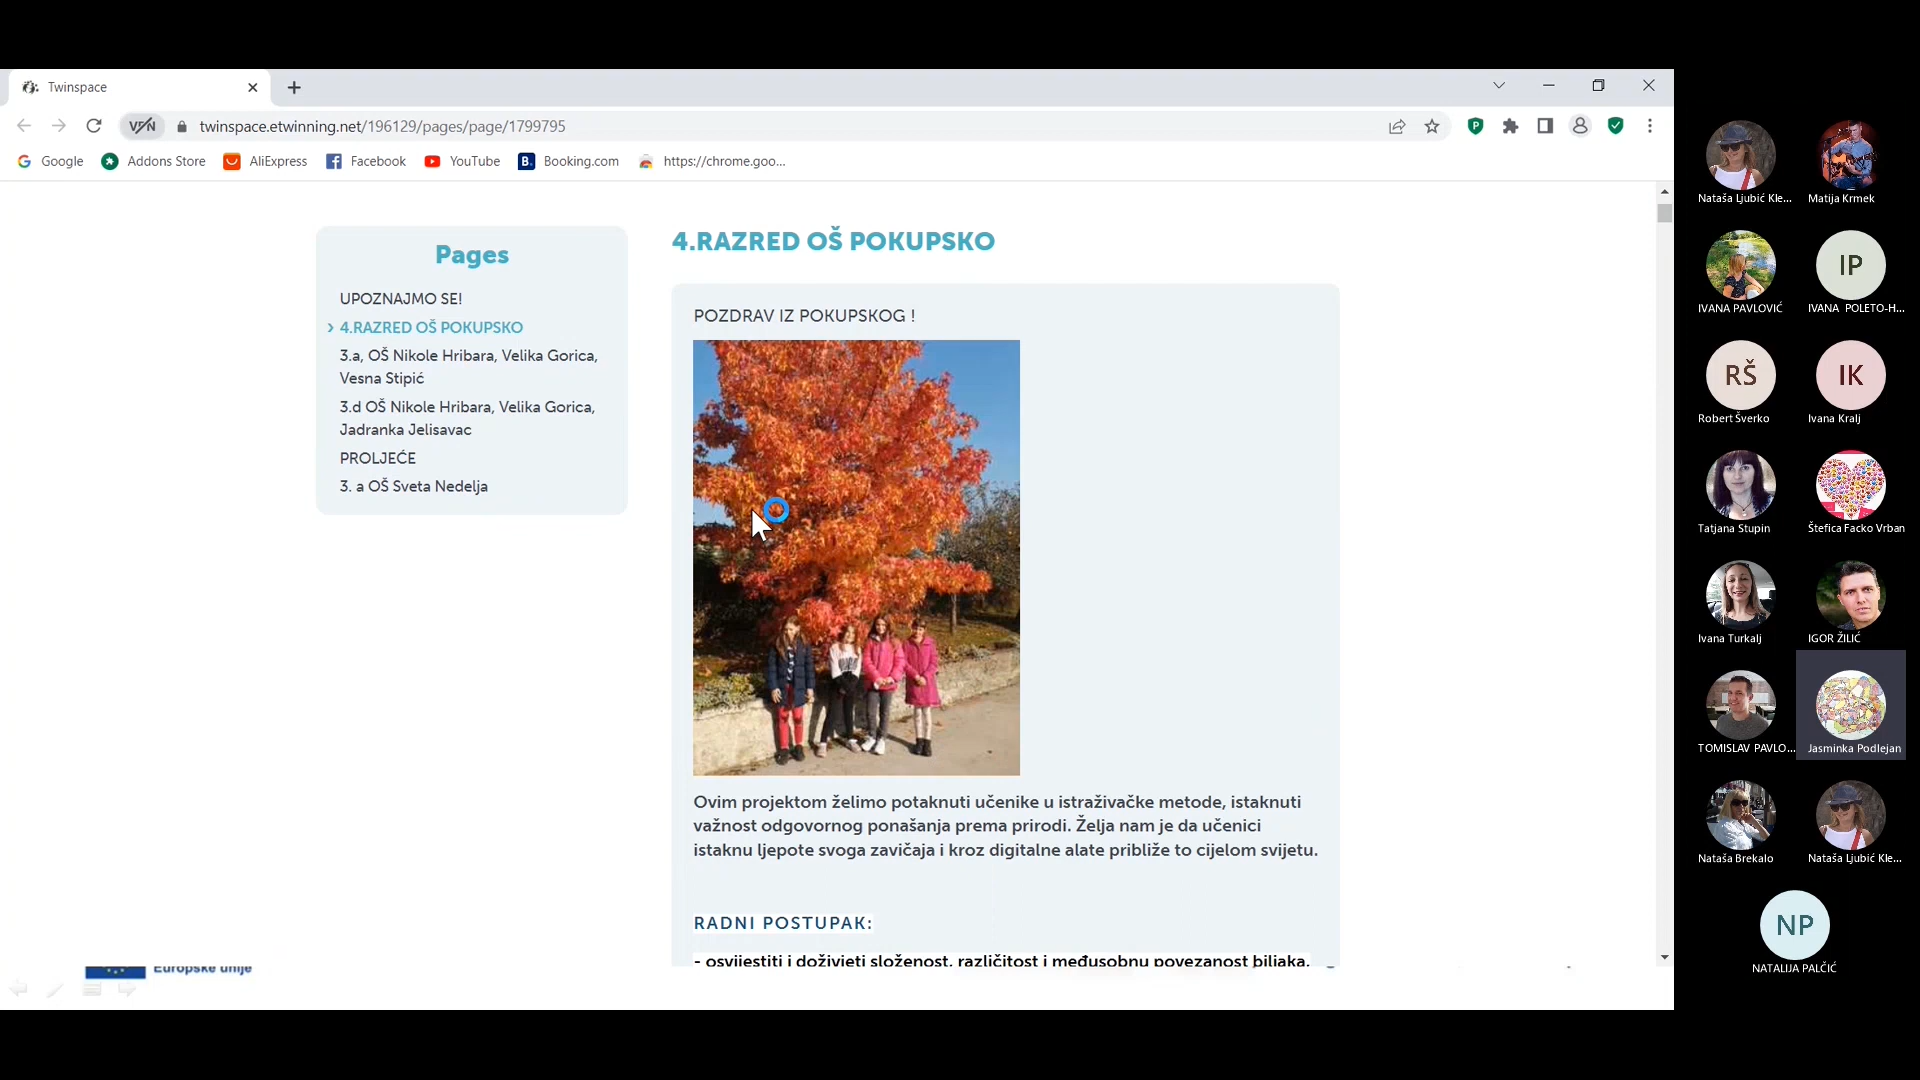 Twinspace
twinspace.etwinning.net/196129/pages/page/1799795
Google Addons Store AliExpress Facebook YouTube Booking.com https://chrome.goo...
Pages
UPOZNAJMO SE!
4.RAZRED OŠ POKUPSKO
3.a, OŠ Nikole Hribara, Velika Gorica,
Vesna Stipić
3.d OŠ Nikole Hribara, Velika Gorica,
Jadranka Jelisavac
PROLJEĆE
3. a OŠ Sveta Nedelja
4.RAZRED OŠ POKUPSKO
POZDRAV IZ POKUPSKOG !
Ovim projektom želimo potaknuti učenike u istraživačke metode, istaknuti
važnost odgovornog ponašanja prema prirodi. Želja nam je da učenici
istaknu ljepote svoga zavičaja i kroz digitalne alate približe to cijelom svijetu.
RADNI POSTUPAK:
- osvijestiti i doživjeti složenost, različitost i međusobnu povezanost biljaka,
Europske unije
Nataša Ljubić Kle... Matija Krmek
IP
IVANA PAVLOVIĆ IVANA POLETO-H...
RŠ IK
Robert Šverko Ivana Kralj
Tatjana Stupin Štefica Facko Vrban
Ivana Turkalj IGOR ŽILIĆ
TOMISLAV PAVLO... Jasminka Podlejan
Nataša Brekalo Nataša Ljubić Kle...
NP
NATALIJA PALČIĆ